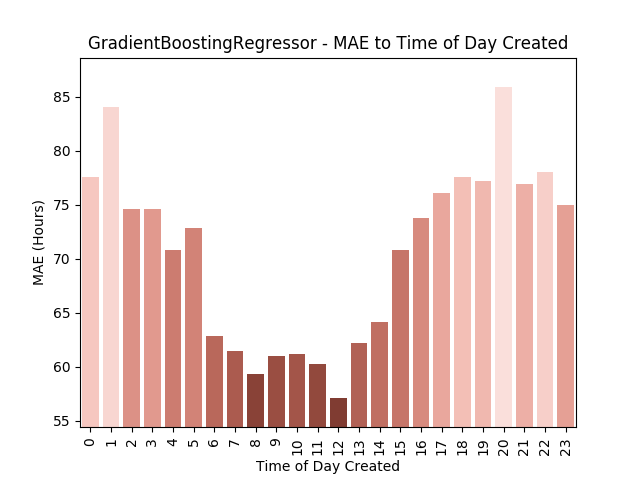 GradientBoostingRegressor - MAE to Time of Day Created
85
80
75
70
65
60
55
MAE (Hours)
0 1 2 3 4 5 6 7 8 9 10 11 12 13 14 15 16 17 18 19 20 21 22 23
Time of Day Created